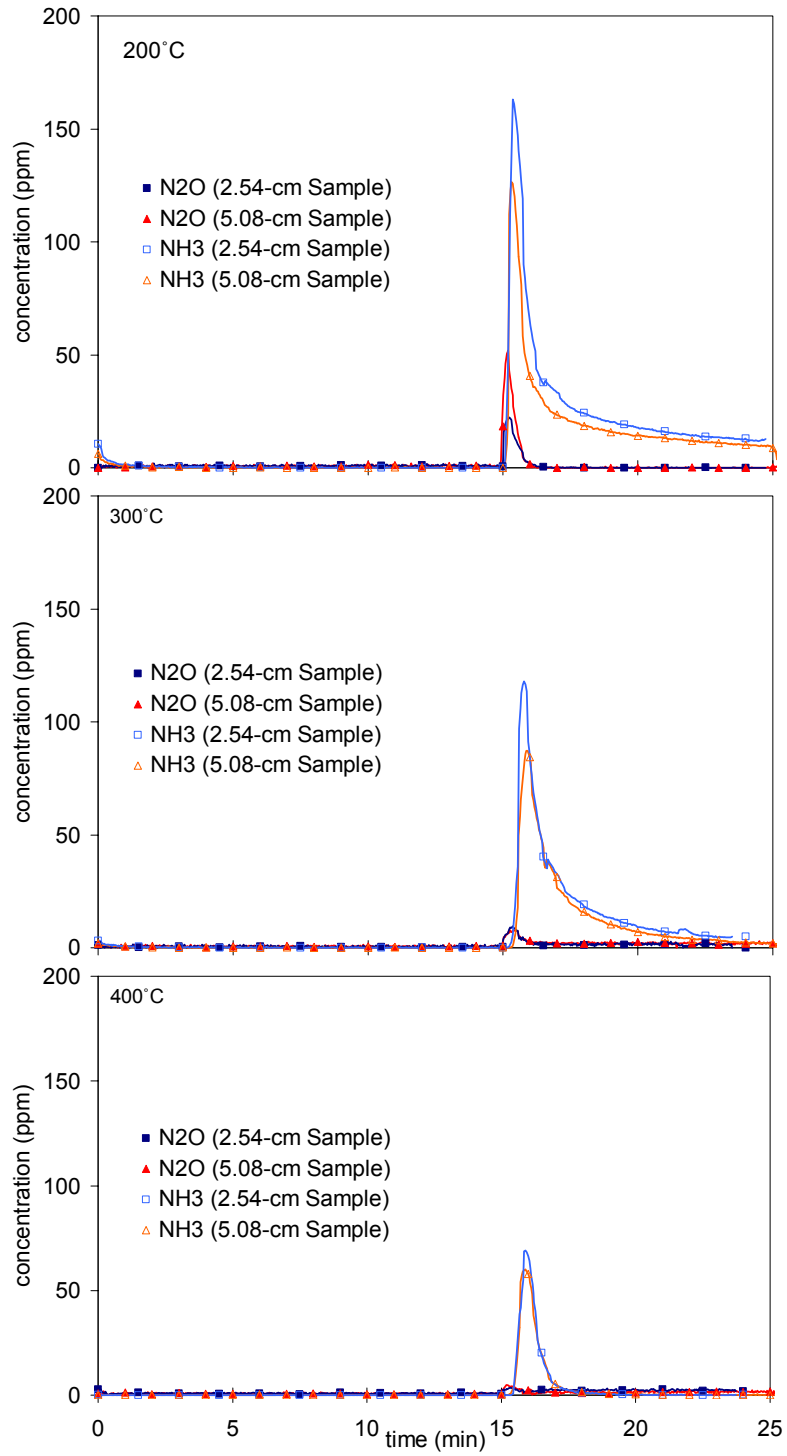 200˚C
200
150
100
50
0
concentration (ppm)
N2O (2.54-cm Sample)
N2O (5.08-cm Sample)
NH3 (2.54-cm Sample)
NH3 (5.08-cm Sample)
300˚C
200
150
100
50
0
concentration (ppm)
N2O (2.54-cm Sample)
N2O (5.08-cm Sample)
NH3 (2.54-cm Sample)
NH3 (5.08-cm Sample)
400˚C
200
150
100
50
0
concentration (ppm)
N2O (2.54-cm Sample)
N2O (5.08-cm Sample)
NH3 (2.54-cm Sample)
NH3 (5.08-cm Sample)
0 5 10 15 20 25
time (min)